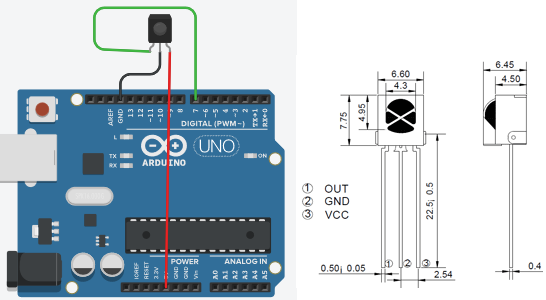 AREF
GND
13
12
~11
~10
~9
8
7
~6
~5
4
~3
2
TX→1
RX←0
DIGITAL (PWM~)
L
TX
RX
UNO
ARDUINO
ON
POWER
ANALOG IN
IOREF
RESET
3.3V
GND
GND
Vin
A0
A1
A2
A3
A4
A5
6.60
4.3
7.75
4.95
① OUT
② GND
③ VCC
22.5¡ 0.5
① ② ③
0.50¡ 0.05
2.54
6.45
4.50
0.4